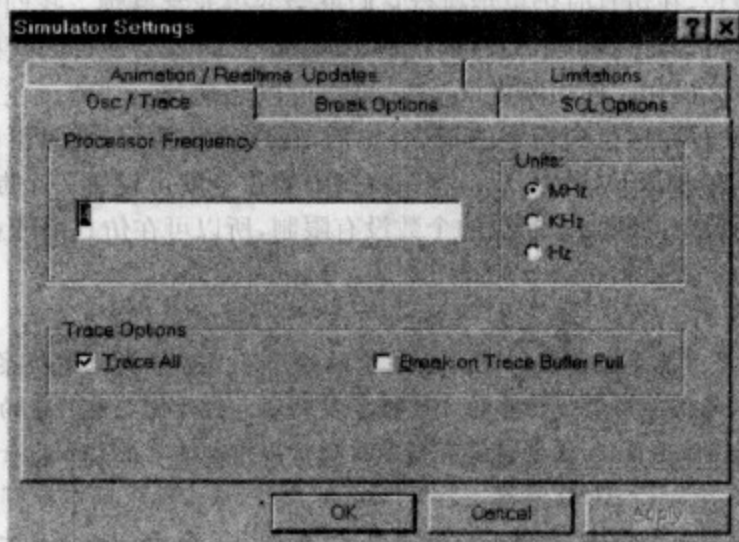 Simulator Settings
Animation / Realtime Updates
Limitations
Osc / Trace
Break Options
SCL Options
Processor Frequency
Units:
MHz
KHz
Hz
Trace Options
Trace All
Break on Trace Buffer Full
OK
Cancel
Apply